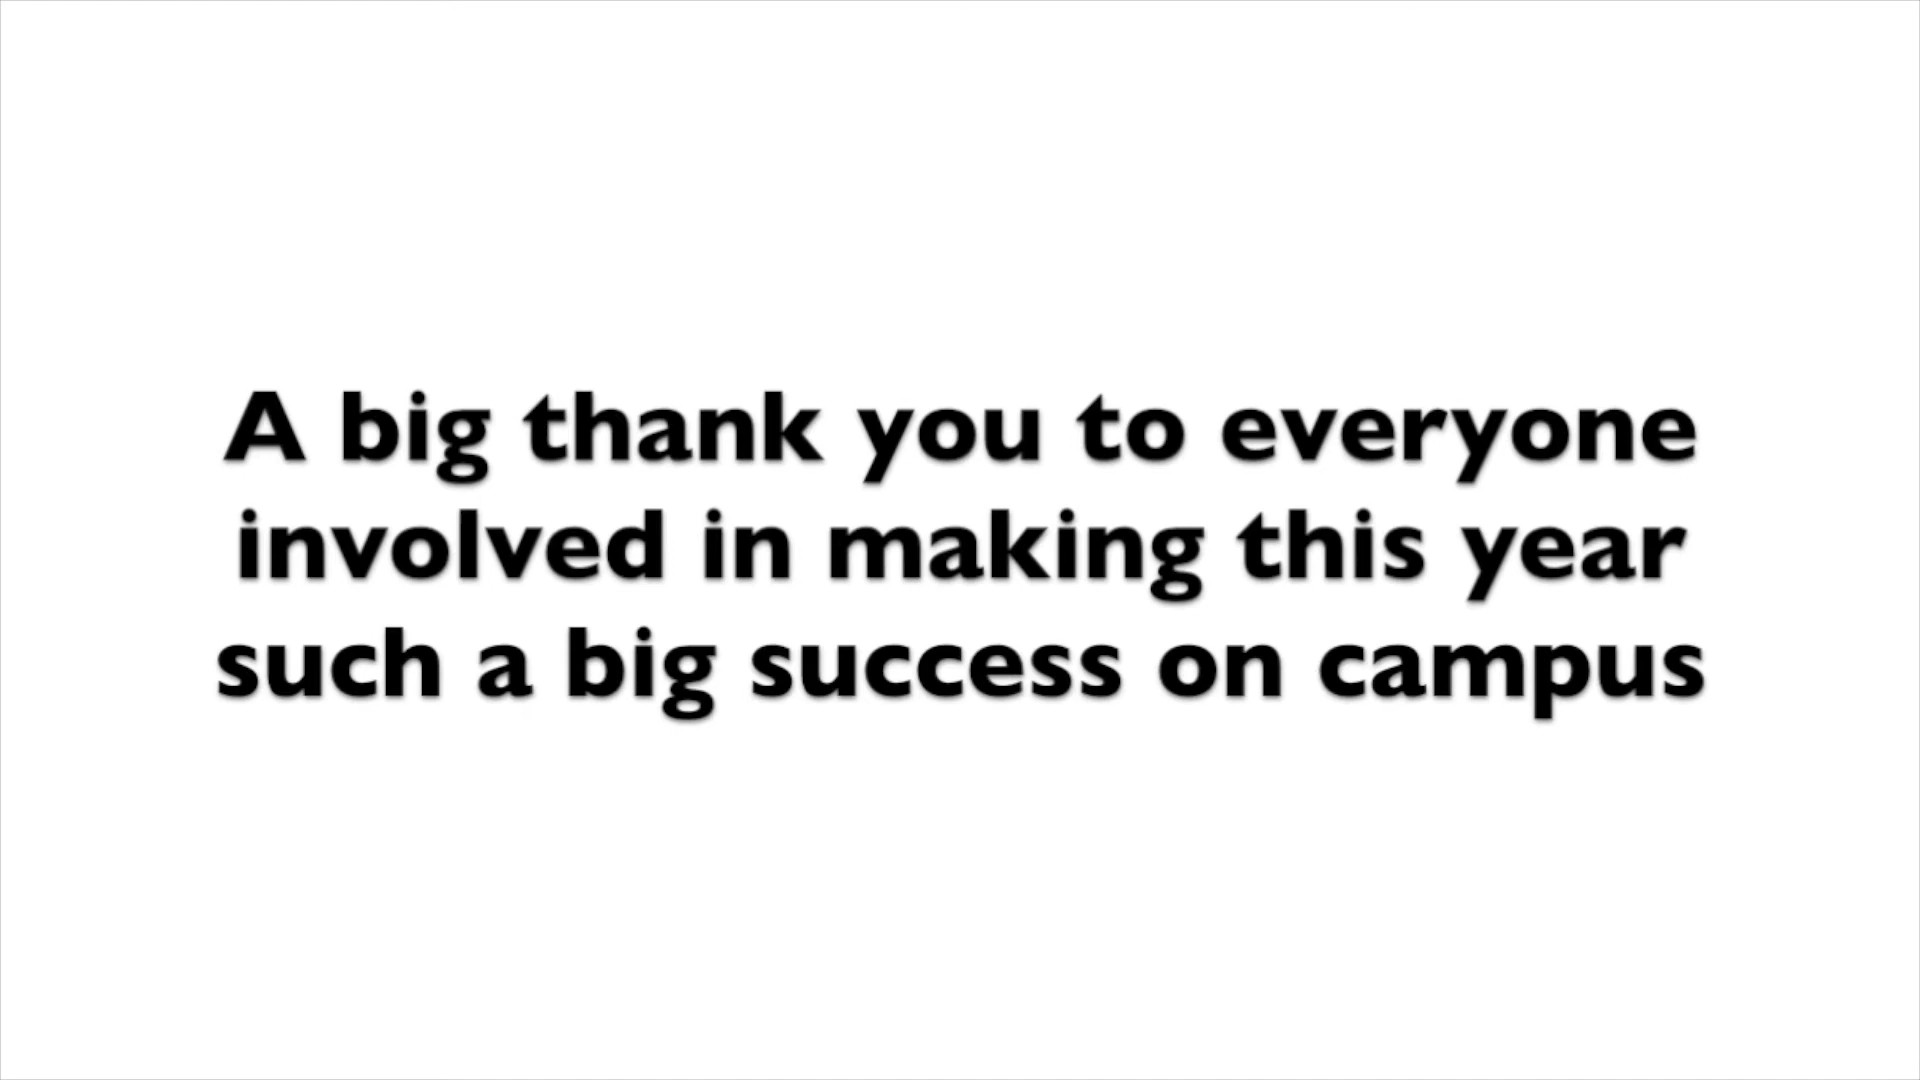 A big thank you to everyone
involved in making this year
such a big success on campus